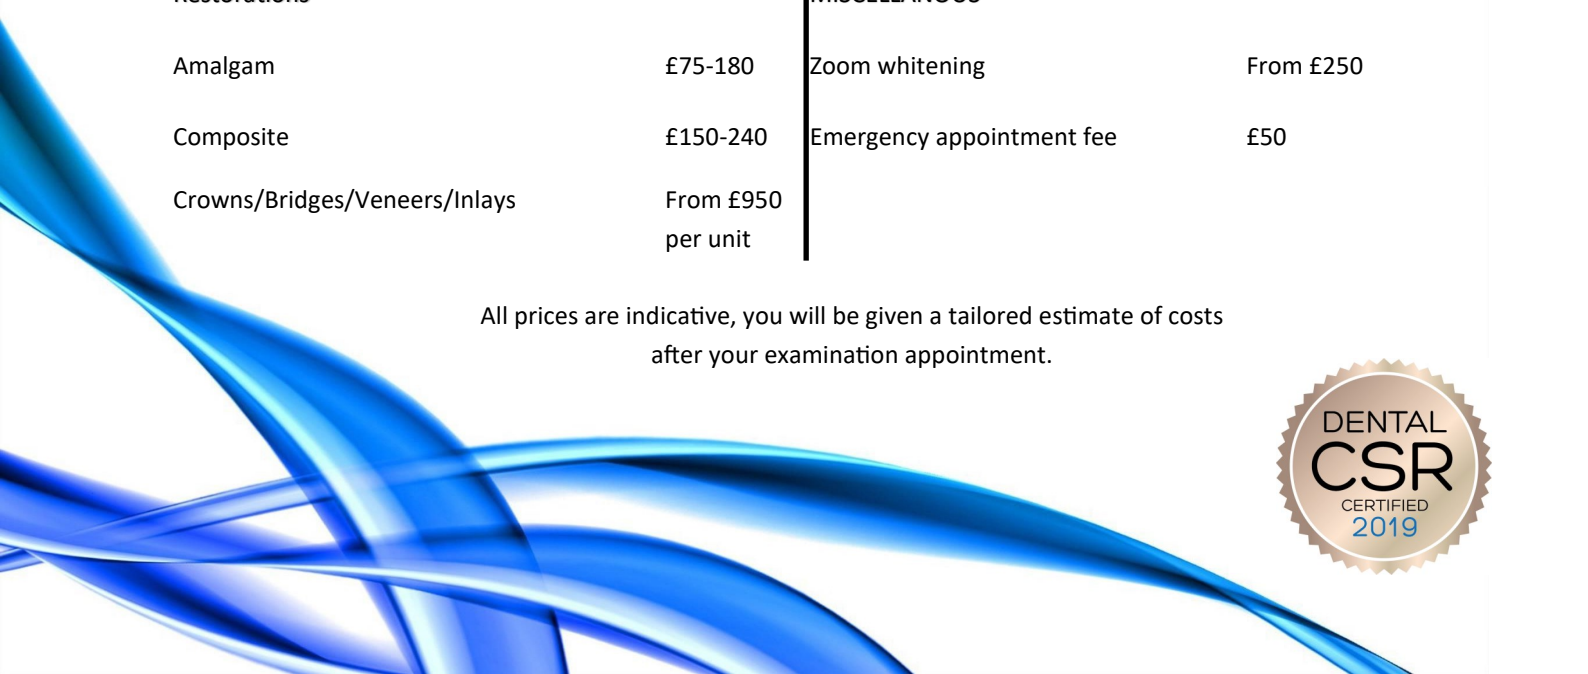 Restorations
MISCELLANOUS
Amalgam £75-180 Zoom whitening From £250
Composite £150-240 Emergency appointment fee £50
Crowns/Bridges/Veneers/Inlays From £950
per unit
All prices are indicative, you will be given a tailored estimate of costs
after your examination appointment.
DENTAL
CSR
CERTIFIED
2019